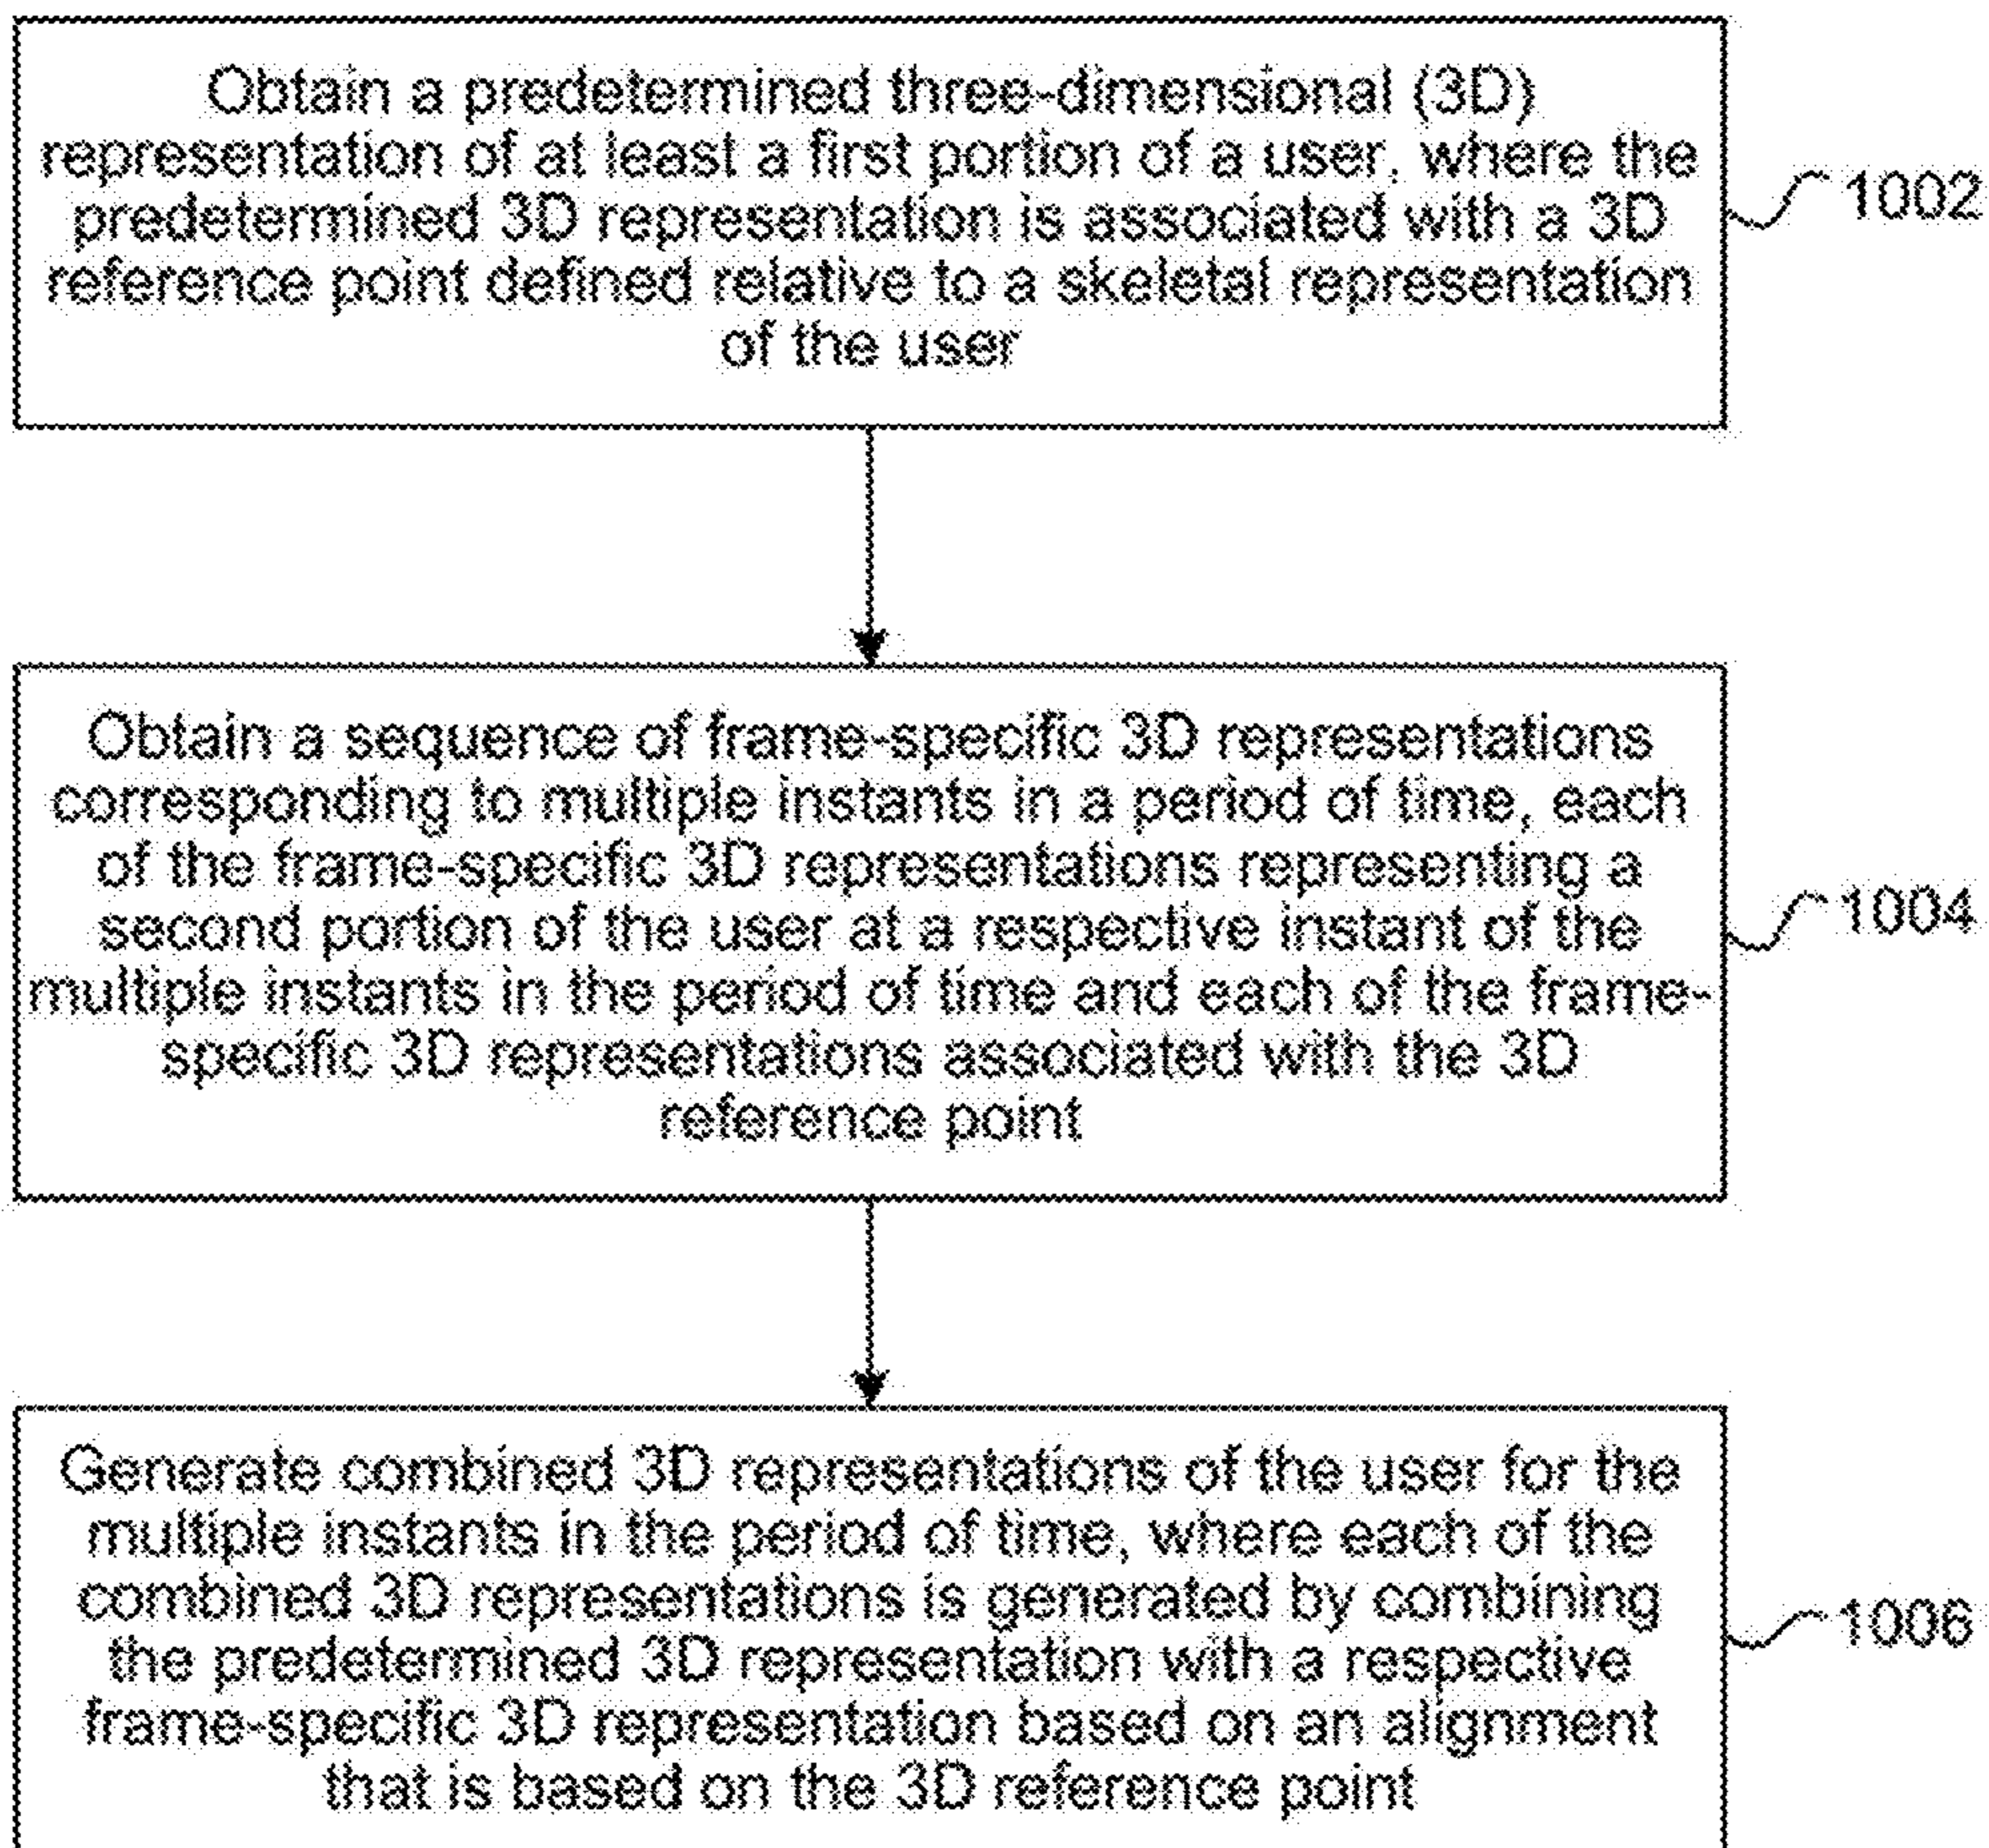 Obtain a predetermined three-dimensional (3D)
representation of at least a first portion of a user, where the
predetermined 3D representation is associated with a 3D
reference point defined relative to a skeletal representation
of the user
1002
Obtain a sequence of frame-specific 3D representations
corresponding to multiple instants in a period of time, each
of the frame-specific 3D representations representing a
second portion of the user at a respective instant of the
multiple instants in the period of time and each of the frame-
specific 3D representations associated with the 3D
reference point
1004
Generate combined 3D representations of the user for the
multiple instants in the period of time, where each of the
combined 3D representations is generated by combining
the predetermined 3D representation with a respective
frame-specific 3D representation based on an alignment
that is based on the 3D reference point
1006